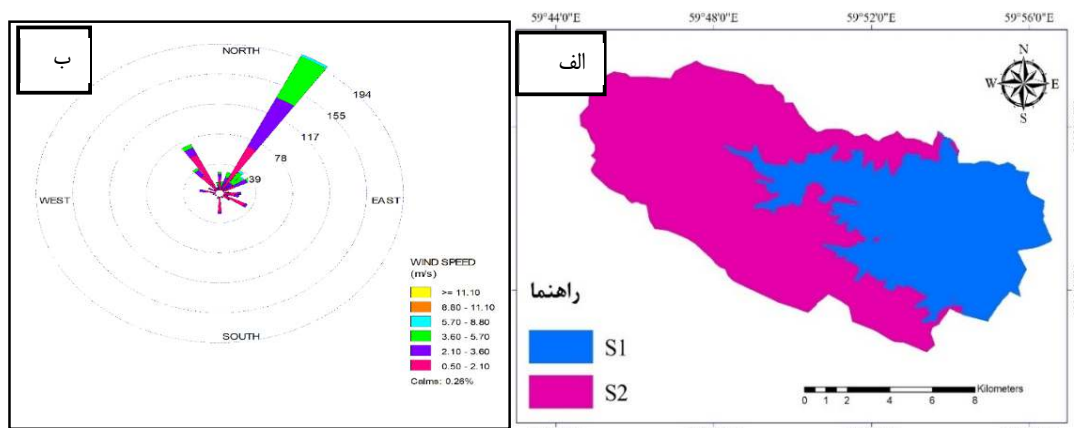 ب
NORTH
194
155
117
78
39
WEST
EAST
SOUTH
WIND SPEED
(m/s)
>= 11.10
8.80 - 11.10
5.70 - 8.80
3.60 - 5.70
2.10 - 3.60
0.50 - 2.10
Calms: 0.26%
الف
59°44'0"E
59°48'0"E
59°52'0"E
59°56'0"E
N
W
E
S
راهنما
S1
S2
Kilometers
0 1 2 4 6 8